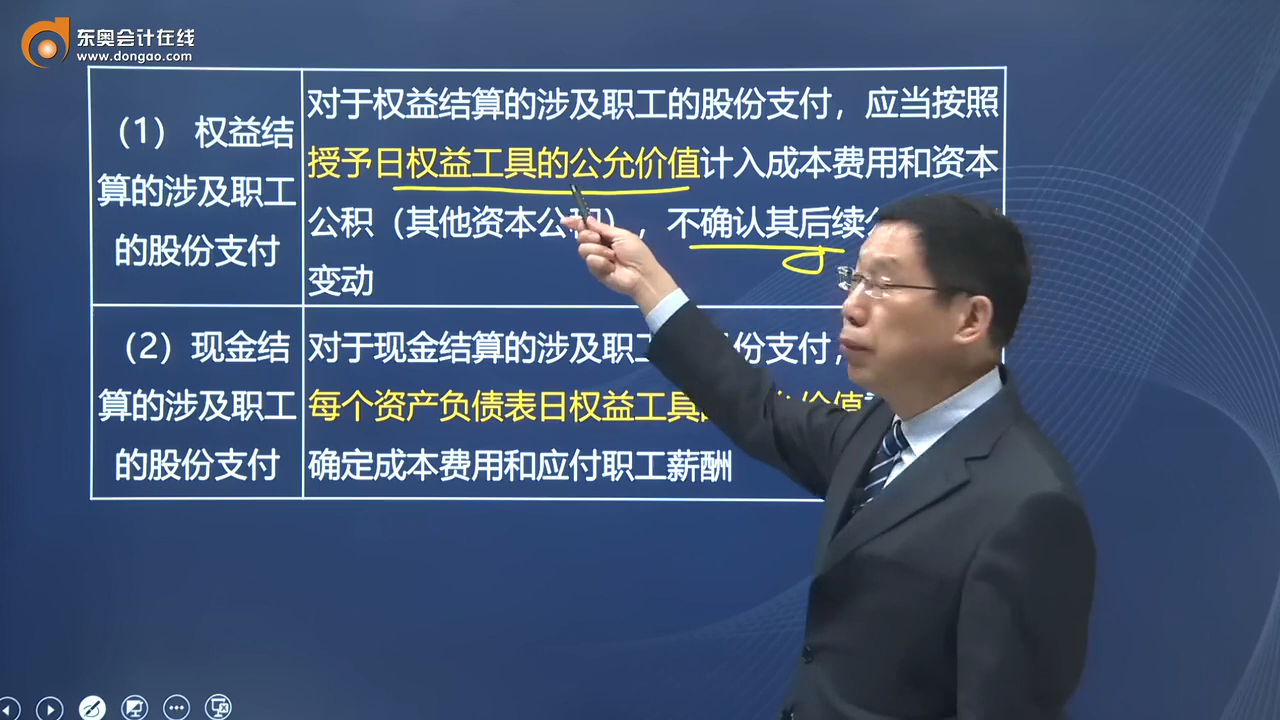 东奥会计在线
www.dongao.com
（1） 权益结
算的涉及职工
的股份支付
对于权益结算的涉及职工的股份支付，应当按照
授予日权益工具的公允价值计入成本费用和资本
公积（其他资本公积），不确认其后续
变动
（2）现金结
算的涉及职工
的股份支付
对于现金结算的涉及职工 份支付，
每个资产负债表日权益工具 价值
确定成本费用和应付职工薪酬